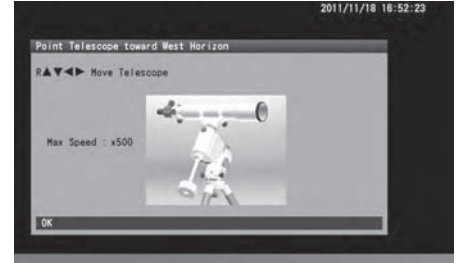 2011/11/18 16:52:23
Point Telescope toward West Horizon
R▲▼◀▶ Move Telescope
Max Speed : x500
OK